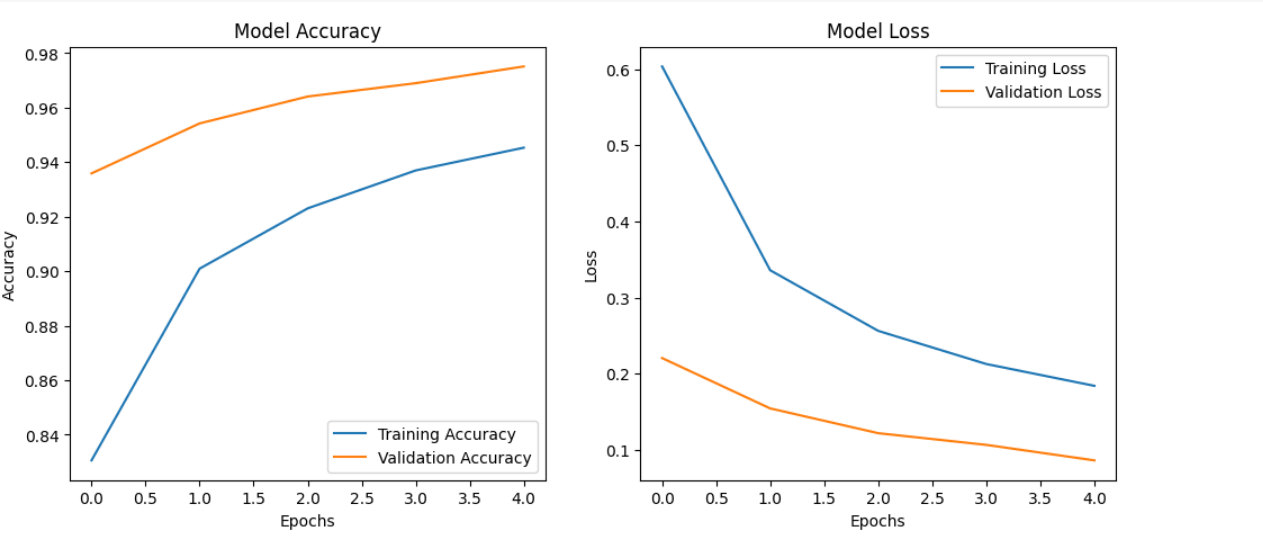 Model Accuracy
0.98
0.96
0.94
0.92
0.90
0.88
0.86
0.84
Accuracy
Training Accuracy
Validation Accuracy
0.0 0.5 1.0 1.5 2.0 2.5 3.0 3.5 4.0
Epochs
Model Loss
Training Loss
Validation Loss
0.6
0.5
0.4
0.3
0.2
0.1
Loss
0.0 0.5 1.0 1.5 2.0 2.5 3.0 3.5 4.0
Epochs